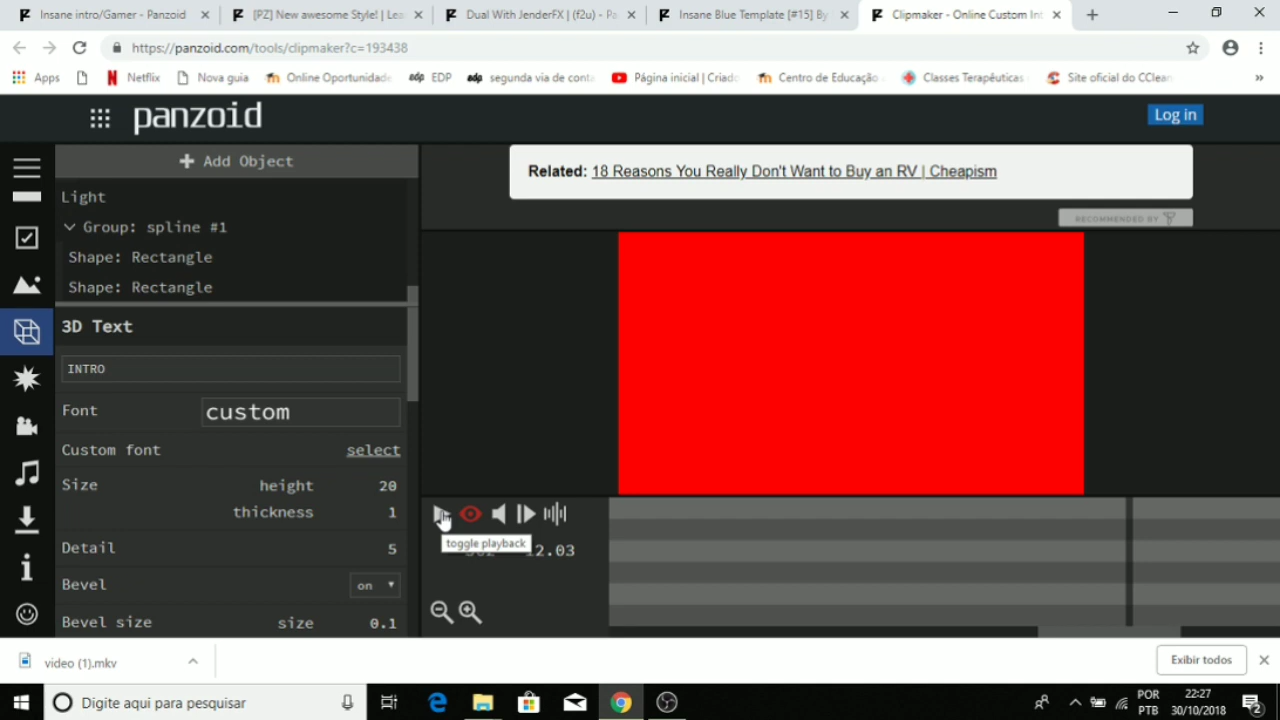 Insane intro/Gamer - Panzoid
[PZ] New awesome Style! | Lea
Dual With JenderFX | (f2u) - Pa
Insane Blue Template [#15] By
Clipmaker - Online Custom Int
https://panzoid.com/tools/clipmaker?c=193438
Apps
Netflix
Nova guia
Online Oportunidade
edp EDP
edp segunda via de conta
Página inicial | Criado
Centro de Educação
Classes Terapêuticas
Site oficial do CClean
»
panzoid
Log in
Add Object
Related: 18 Reasons You Really Don't Want to Buy an RV | Cheapism
RECOMMENDED BY
Light
Group: spline #1
Shape: Rectangle
Shape: Rectangle
3D Text
INTRO
Font custom
Custom font select
Size height 20
thickness 1
Detail 5
Bevel on
Bevel size size 0.1
toggle playback
12.03
video (1).mkv
Exibir todos
Digite aqui para pesquisar
POR
PTB
22:27
30/10/2018
2